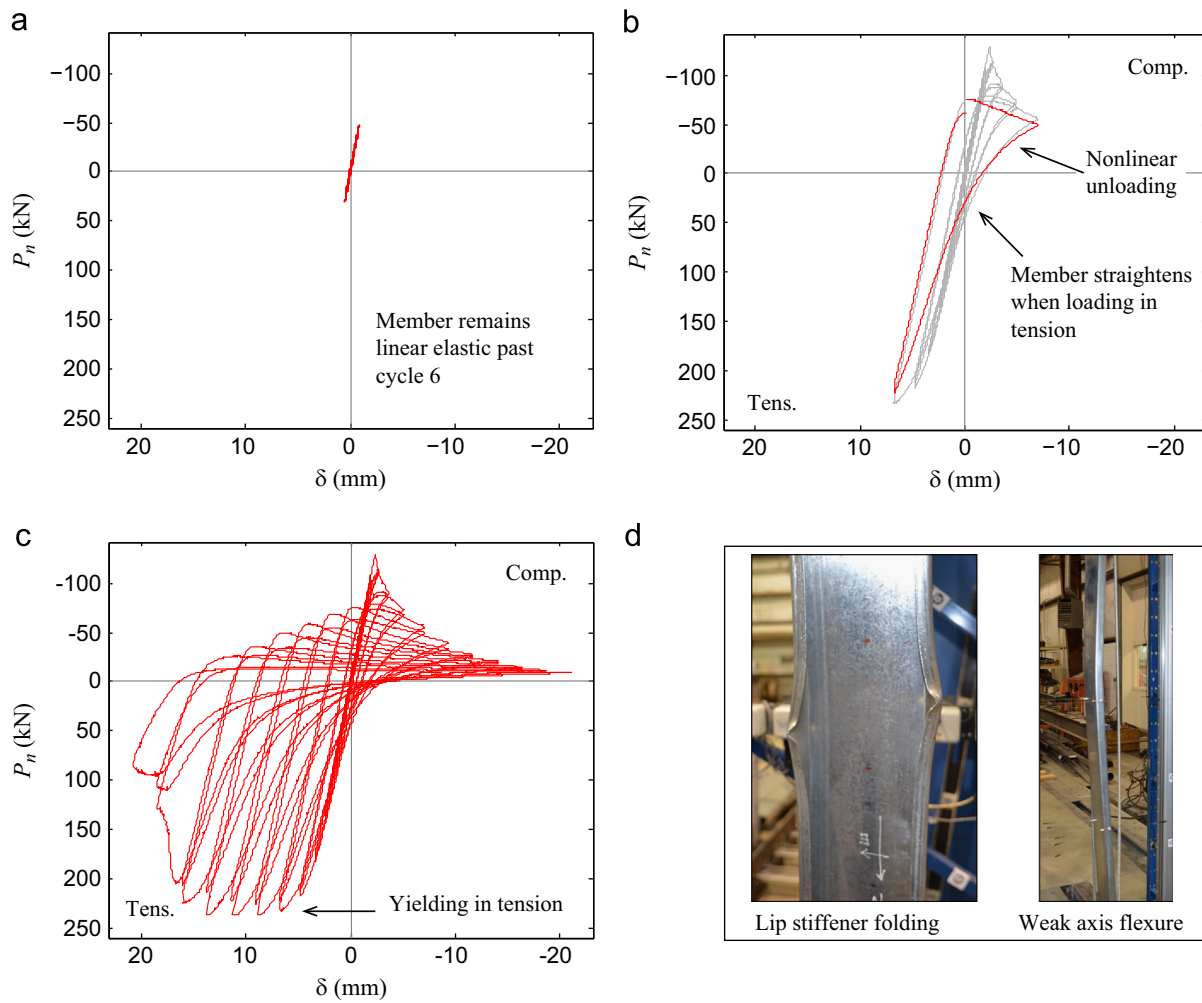 a
−100
−50
0
50
100
150
200
250
P_n (kN)
Member remains
linear elastic past
cycle 6
20
10
0
−10
−20
δ (mm)
b
−100
−50
0
50
100
150
200
250
P_n (kN)
Comp.
Nonlinear
unloading
Member straightens
when loading in
tension
Tens.
20
10
0
−10
−20
δ (mm)
c
-100
-50
0
50
100
150
200
250
P_n (kN)
Comp.
Tens.
Yielding in tension
20
10
0
-10
-20
δ (mm)
d
Lip stiffener folding
Weak axis flexure